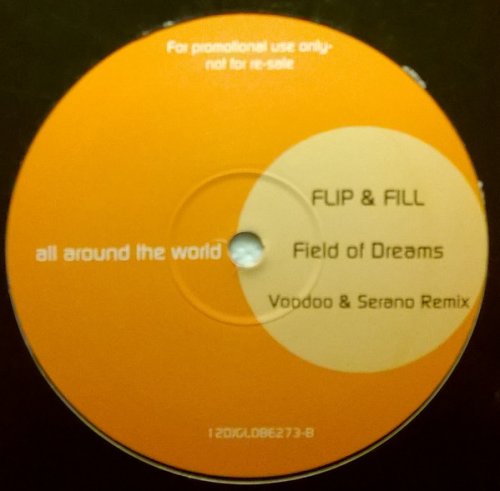 For promotional use only-
not for re-sale
FLIP & FILL
all around the world
Field of Dreams
Voodoo & Serano Remix
12DJGLOBE273-B